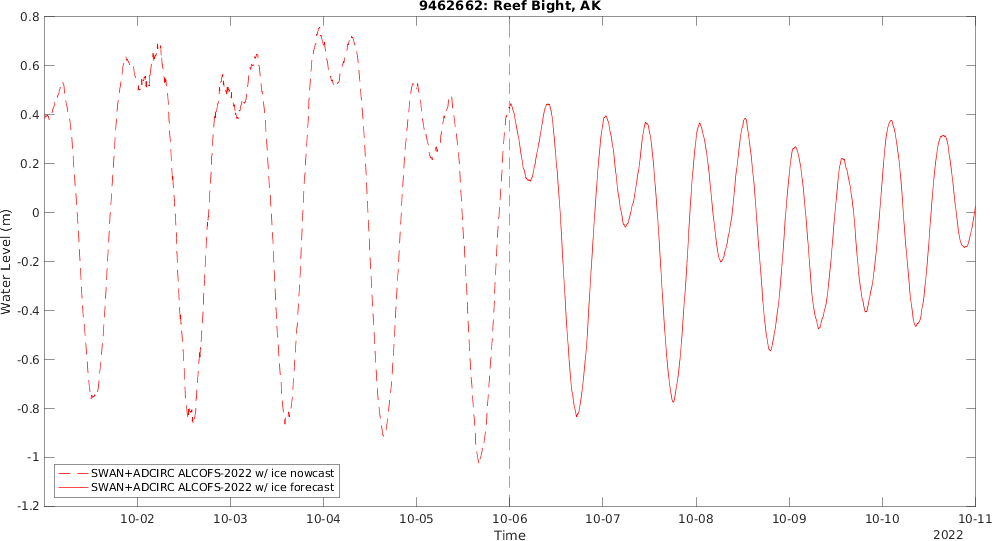 9462662: Reef Bight, AK
0.8
0.6
0.4
0.2
0
-0.2
-0.4
-0.6
-0.8
-1
-1.2
Water Level (m)
SWAN+ADCIRC ALCOFS-2022 w/ ice nowcast
SWAN+ADCIRC ALCOFS-2022 w/ ice forecast
10-02 10-03 10-04 10-05 10-06 10-07 10-08 10-09 10-10 10-11
Time
2022